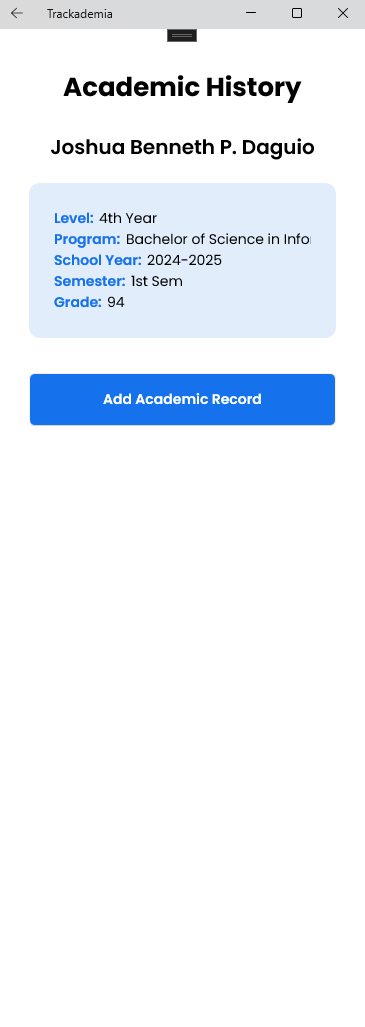 Trackademia
Academic History
Joshua Benneth P. Daguio
Level: 4th Year
Program: Bachelor of Science in Infor
School Year: 2024-2025
Semester: 1st Sem
Grade: 94
Add Academic Record